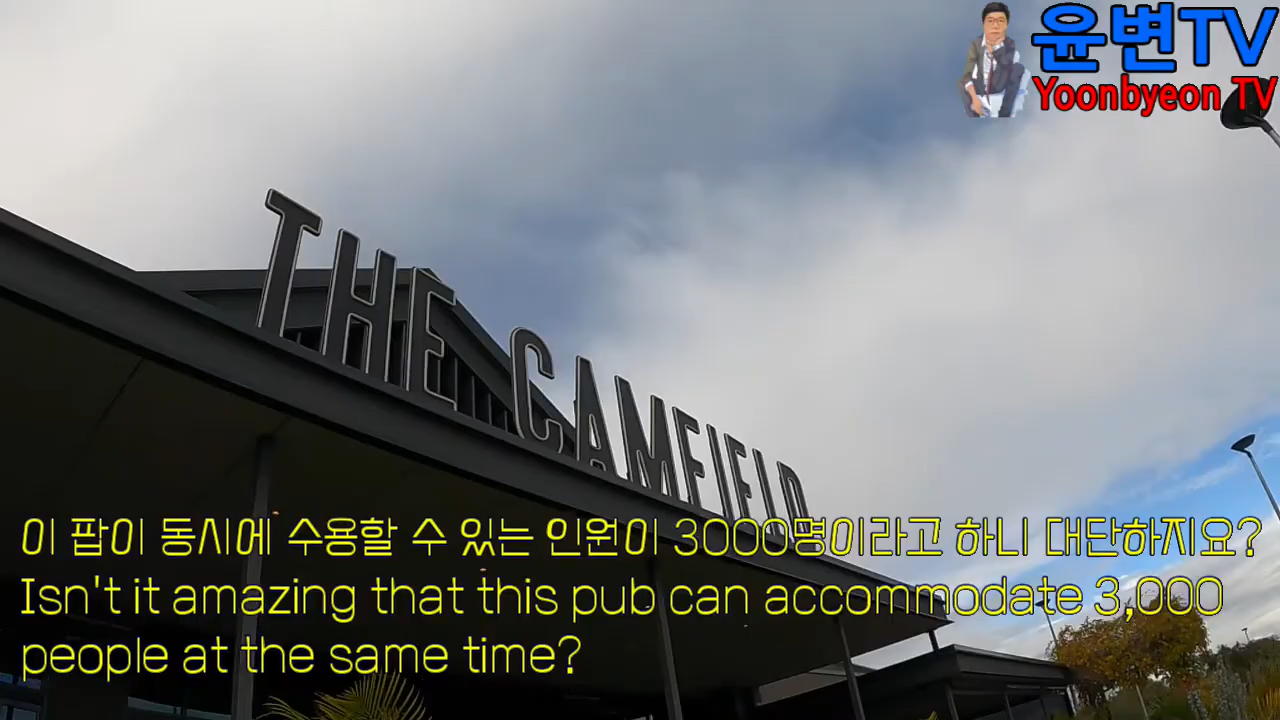 윤변TV
Yoonbyeon TV
THE CAMFIELD
이 팝이 동시에 수용할 수 있는 인원이 3000명이라고 하니 대단하지요?
Isn't it amazing that this pub can accommodate 3,000
people at the same time?